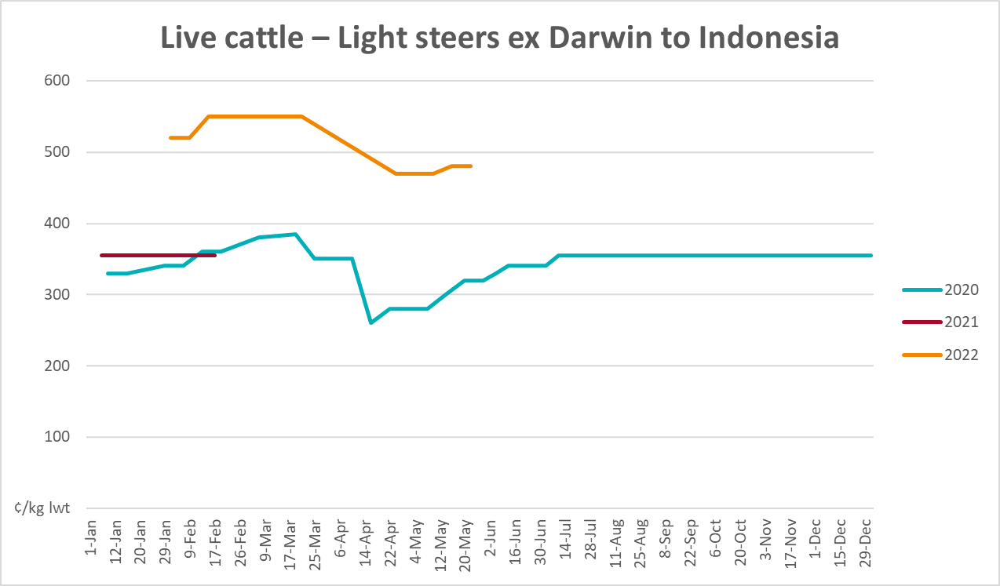 Live cattle – Light steers ex Darwin to Indonesia
600
500
400
300
200
100
¢/kg lwt
1-Jan
12-Jan
20-Jan
29-Jan
9-Feb
17-Feb
26-Feb
9-Mar
17-Mar
25-Mar
6-Apr
14-Apr
22-Apr
4-May
12-May
20-May
2-Jun
16-Jun
30-Jun
14-Jul
28-Jul
11-Aug
25-Aug
8-Sep
22-Sep
6-Oct
20-Oct
3-Nov
17-Nov
1-Dec
15-Dec
29-Dec
2020
2021
2022